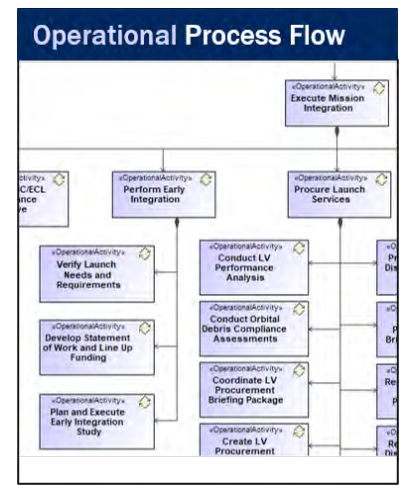 Operational Process Flow
«OperationalActivity»
Execute Mission
Integration
«OperationalActivity»
Perform Early
Integration
«OperationalActivity»
Procure Launch
Services
«OperationalActivity»
Verify Launch
Needs and
Requirements
«OperationalActivity»
Develop Statement
of Work and Line Up
Funding
«OperationalActivity»
Plan and Execute
Early Integration
Study
«OperationalActivity»
Conduct LV
Performance
Analysis
«OperationalActivity»
Conduct Orbital
Debris Compliance
Assessments
«OperationalActivity»
Coordinate LV
Procurement
Briefing Package
«OperationalActivity»
Create LV
Procurement